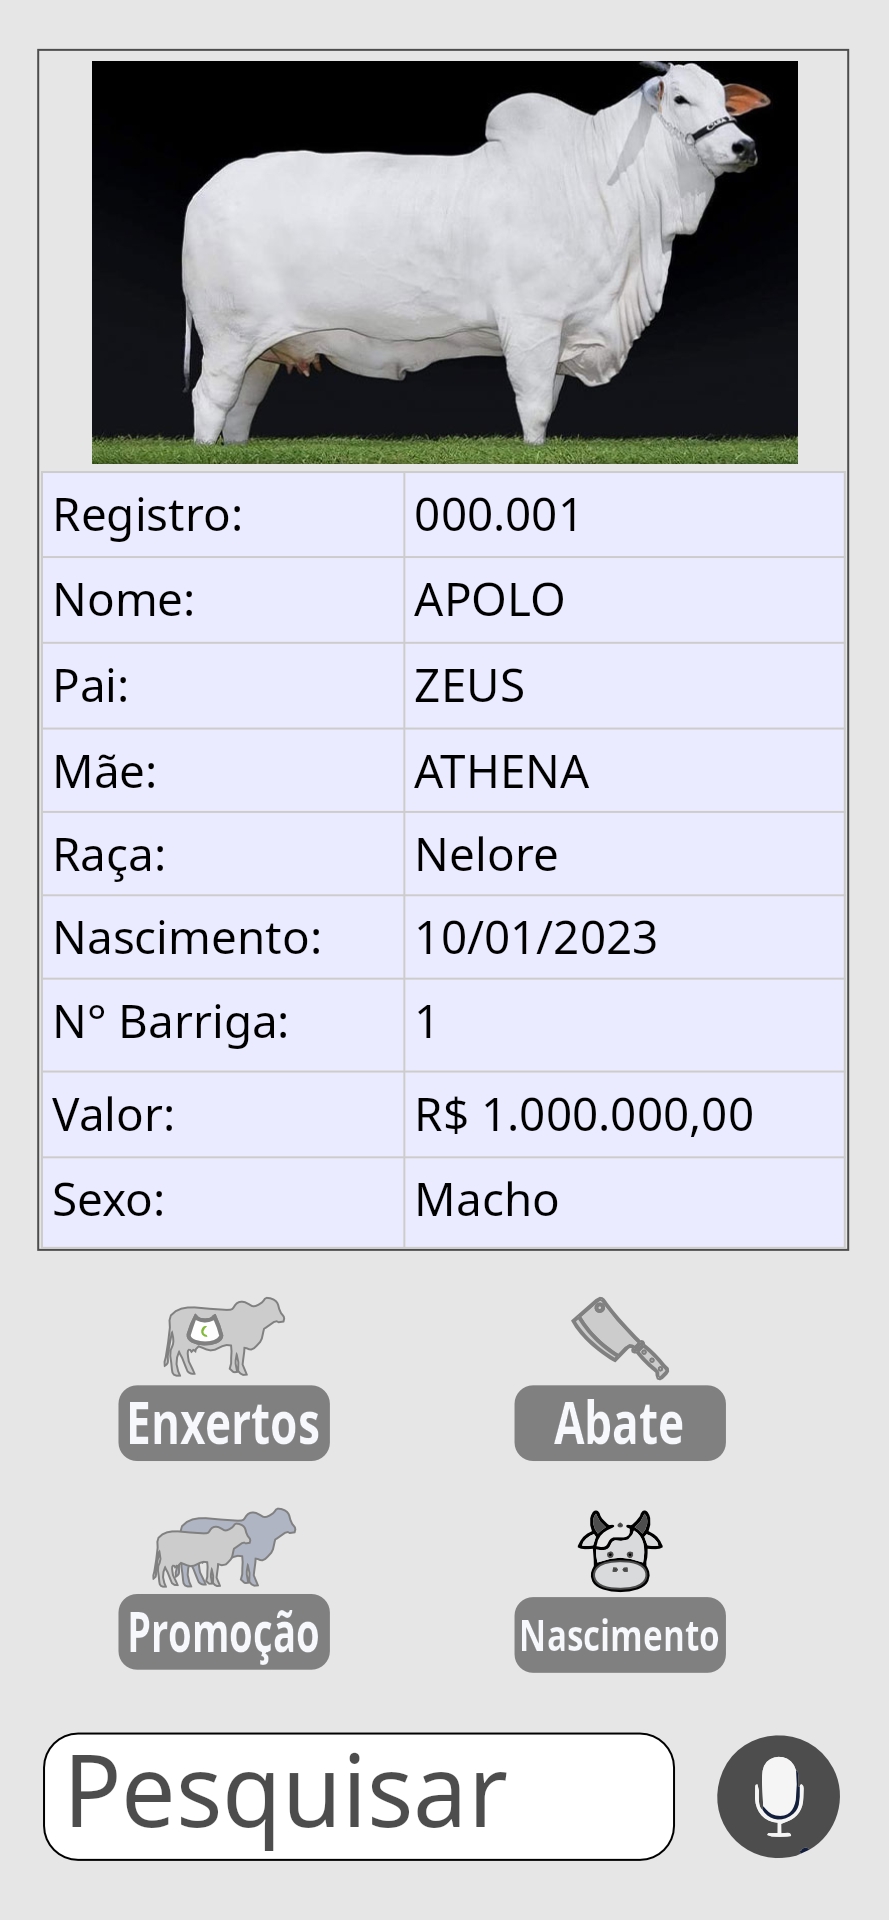 Registro: 000.001
Nome: APOLO
Pai: ZEUS
Mãe: ATHENA
Raça: Nelore
Nascimento: 10/01/2023
N° Barriga: 1
Valor: R$ 1.000.000,00
Sexo: Macho
Enxertos Abate
Promoção Nascimento
Pesquisar